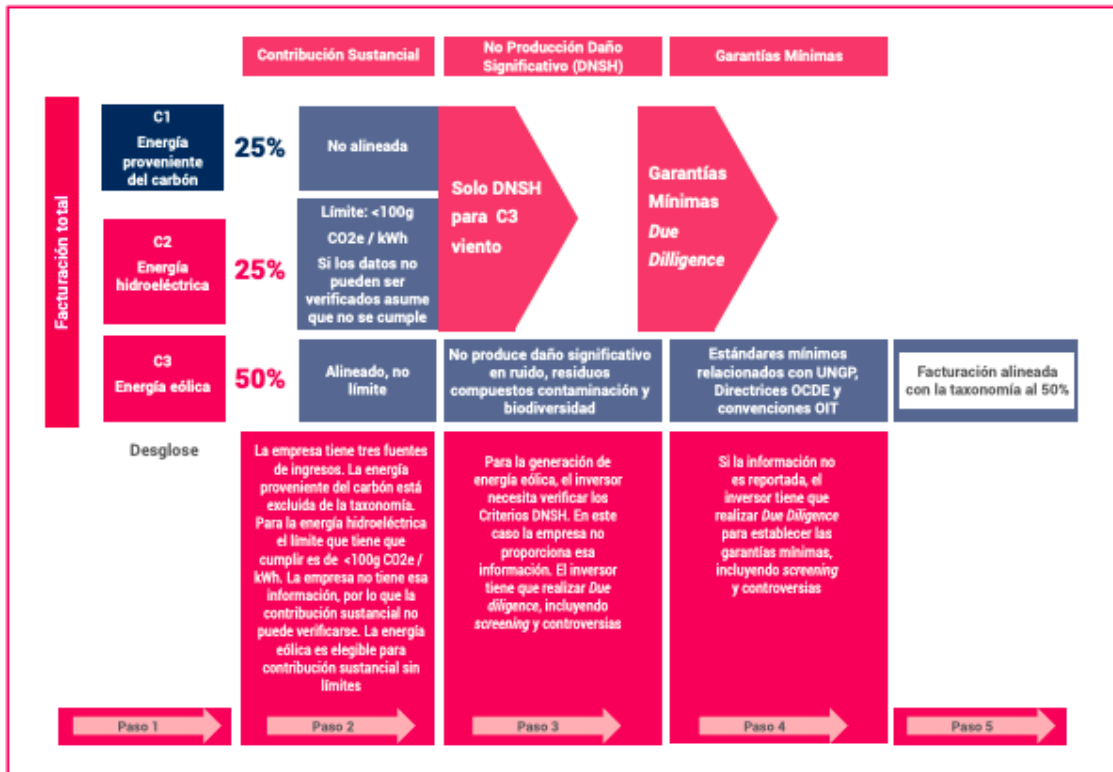 Contribución Sustancial
No Producción Daño
Significativo (DNSH)
Garantías Mínimas
Facturación total
C1
Energía
proveniente
del carbón
25%
No alineada
C2
Energía
hidroeléctrica
25%
Límite: <100g
CO2e / kWh
Si los datos no
pueden ser
verificados asume
que no se cumple
Solo DNSH
para C3
viento
Garantías
Mínimas
Due
Dilligence
C3
Energía eólica
50%
Alineado, no
límite
No produce daño significativo
en ruido, residuos
compuestos contaminación y
biodiversidad
Estándares mínimos
relacionados con UNGP,
Directrices OCDE y
convenciones OIT
Facturación alineada
con la taxonomía al 50%
Desglose
La empresa tiene tres fuentes
de ingresos. La energía
proveniente del carbón está
excluida de la taxonomía.
Para la energía hidroeléctrica
el límite que tiene que
cumplir es de <100g CO2e /
kWh. La empresa no tiene esa
información, por lo que la
contribución sustancial no
puede verificarse. La energía
eólica es elegible para
contribución sustancial sin
límites
Para la generación de
energía eólica, el inversor
necesita verificar los
Criterios DNSH. En este
caso la empresa no
proporciona esa
información. El inversor
tiene que realizar Due
diligence, incluyendo
screening y controversias
Si la información no
es reportada, el
inversor tiene que
realizar Due Diligence
para establecer las
garantías mínimas,
incluyendo screening
y controversias
Paso 1
Paso 2
Paso 3
Paso 4
Paso 5